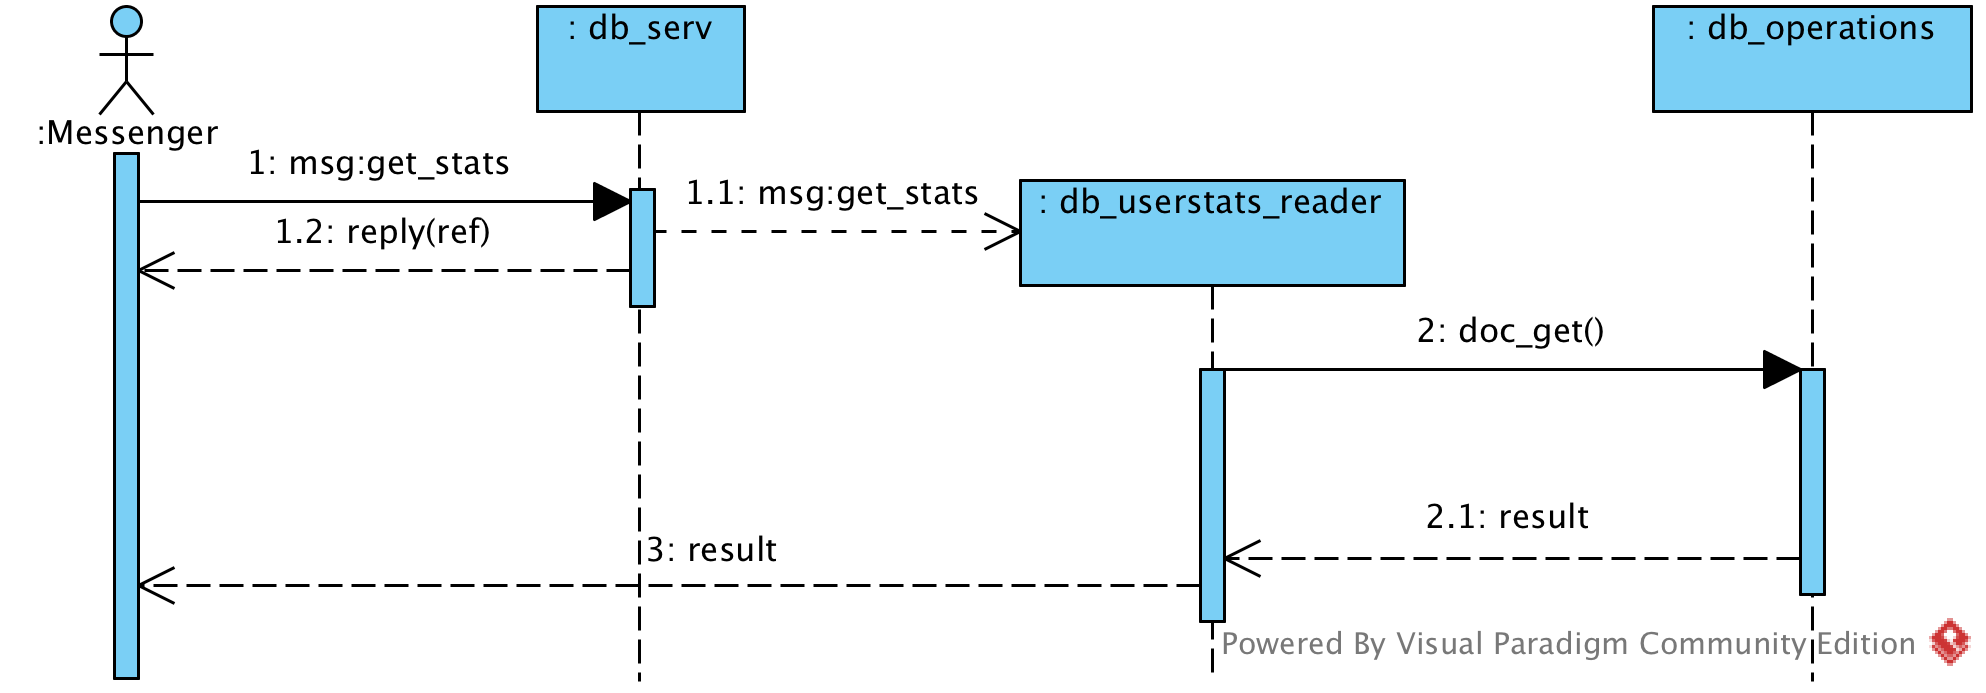 : db_serv
: db_operations
:Messenger
1: msg:get_stats
1.1: msg:get_stats
: db_userstats_reader
1.2: reply(ref)
2: doc_get()
2.1: result
3: result
Powered By Visual Paradigm Community Edition